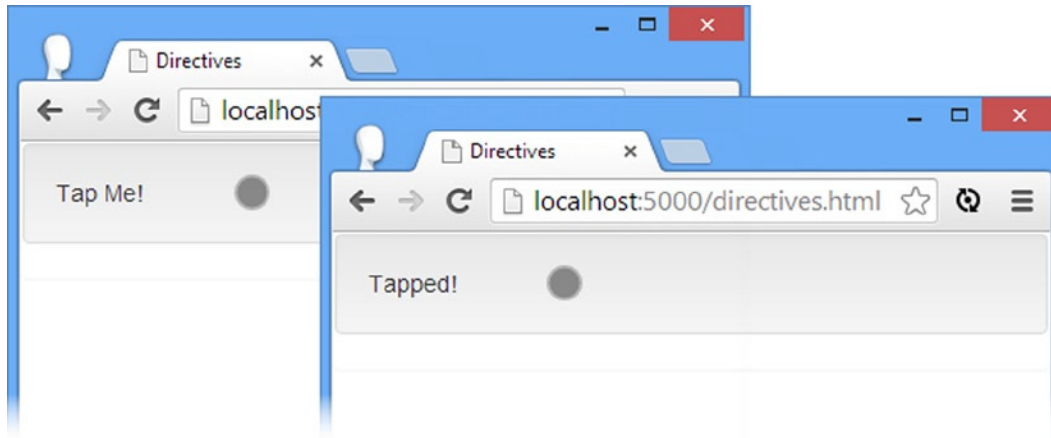 Directives
localhost
Tap Me!
Directives
localhost:5000/directives.html
Tapped!